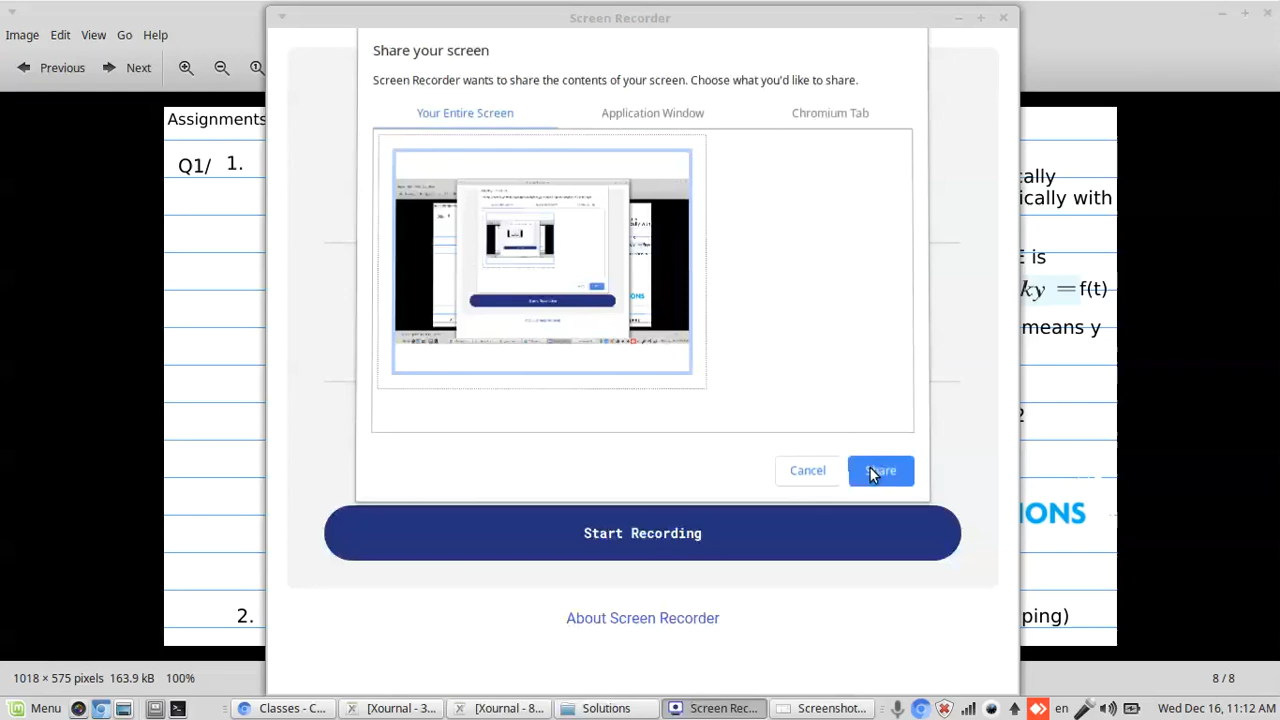 Screen Recorder
Image Edit View Go Help
Previous Next
Share your screen
Screen Recorder wants to share the contents of your screen. Choose what you'd like to share.
Your Entire Screen Application Window Chromium Tab
Assignments
Q1/ 1.
cally
ically with
E is
ky = f(t)
means y
2
Cancel Share
IONS
Start Recording
2.
ping)
About Screen Recorder
1018 × 575 pixels 163.9 kB 100%
8 / 8
Menu Classes - C... [Xournal - 3... [Xournal - 8... Solutions Screen Rec... Screenshot... en Wed Dec 16, 11:12 AM